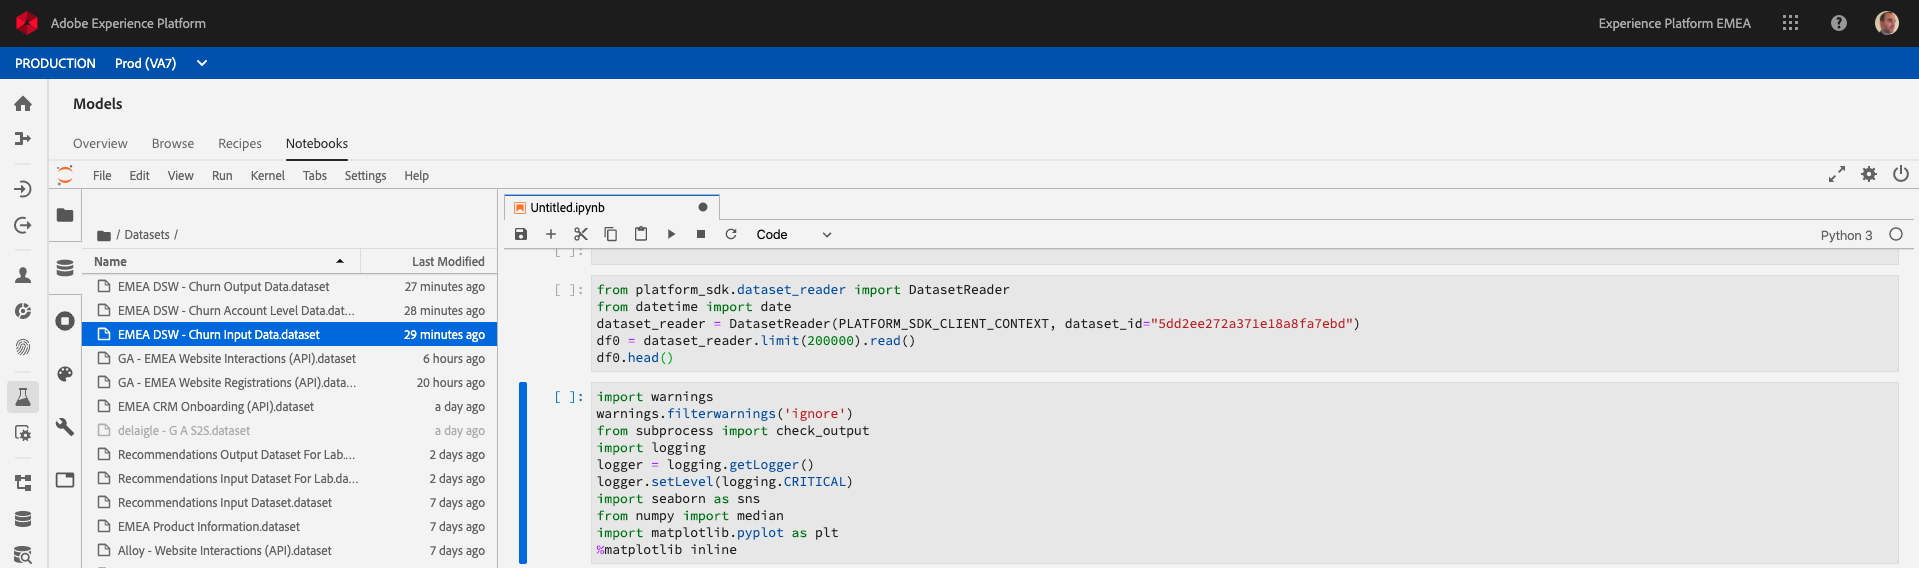 Adobe Experience Platform
Experience Platform EMEA
PRODUCTION Prod (VA7)
Models
Overview Browse Recipes Notebooks
File Edit View Run Kernel Tabs Settings Help
Untitled.ipynb
/ Datasets /
Code
Python 3
Name Last Modified
EMEA DSW - Churn Output Data.dataset 27 minutes ago
EMEA DSW - Churn Account Level Data.dat... 28 minutes ago
EMEA DSW - Churn Input Data.dataset 29 minutes ago
GA - EMEA Website Interactions (API).dataset 6 hours ago
GA - EMEA Website Registrations (API).data... 20 hours ago
EMEA CRM Onboarding (API).dataset a day ago
delaigle - G A S2S.dataset a day ago
Recommendations Output Dataset For Lab.... 2 days ago
Recommendations Input Dataset For Lab.da... 2 days ago
Recommendations Input Dataset.dataset 7 days ago
EMEA Product Information.dataset 7 days ago
Alloy - Website Interactions (API).dataset 7 days ago
[ ]:
[ ]:
from platform_sdk.dataset_reader import DatasetReader
from datetime import date
dataset_reader = DatasetReader(PLATFORM_SDK_CLIENT_CONTEXT, dataset_id="5dd2ee272a371e18a8fa7ebd")
df0 = dataset_reader.limit(200000).read()
df0.head()
[ ]:
import warnings
warnings.filterwarnings('ignore')
from subprocess import check_output
import logging
logger = logging.getLogger()
logger.setLevel(logging.CRITICAL)
import seaborn as sns
from numpy import median
import matplotlib.pyplot as plt
%matplotlib inline